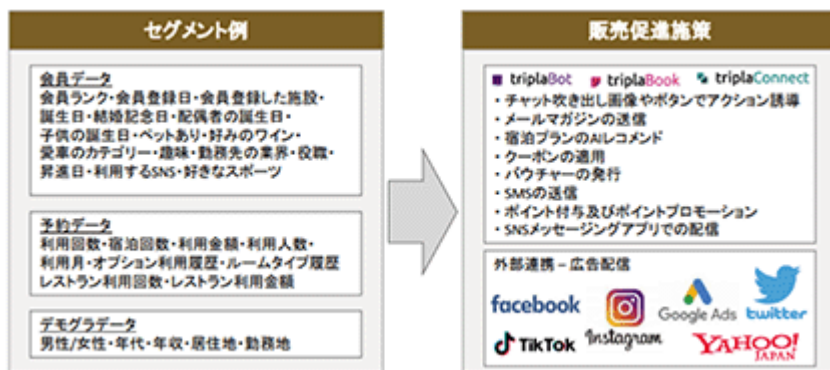 セグメント例
会員データ
会員ランク・会員登録日・会員登録した施設・
誕生日・結婚記念日・配偶者の誕生日・
子供の誕生日・ペットあり・好みのワイン・
愛車のカテゴリー・趣味・勤務先の業界・役職・
昇進日・利用するSNS・好きなスポーツ
予約データ
利用回数・宿泊回数・利用金額・利用人数・
利用月・オプション利用履歴・ルームタイプ履歴
レストラン利用回数・レストラン利用金額
デモグラデータ
男性/女性・年代・年収・居住地・勤務地
販売促進施策
triplaBot triplaBook triplaConnect
・チャット吹き出し画像やボタンでアクション誘導
・メールマガジンの送信
・宿泊プランのAIレコメンド
・クーポンの適用
・バウチャーの発行
・SMSの送信
・ポイント付与及びポイントプロモーション
・SNSメッセージングアプリでの配信
外部連携 – 広告配信
facebook Instagram Google Ads twitter
TikTok YAHOO! JAPAN